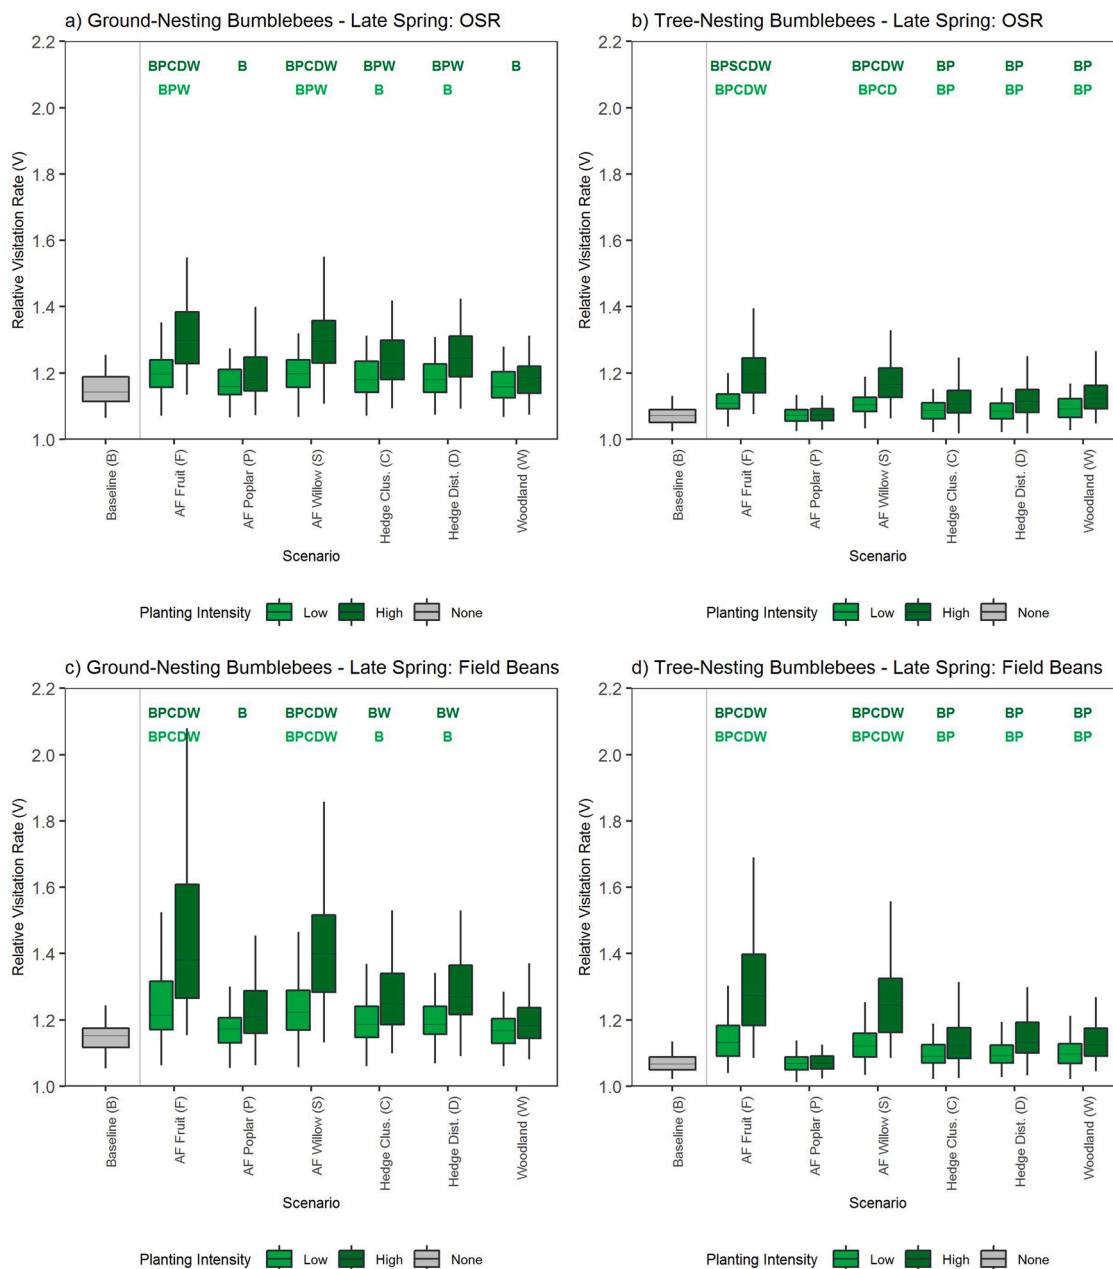 a) Ground-Nesting Bumblebees - Late Spring: OSR
2.2
2.0
1.8
1.6
1.4
1.2
1.0
Relative Visitation Rate (V)
BPCDW B BPCDW BPW BPW B
BPW BPW B B
Baseline (B)
AF Fruit (F)
AF Poplar (P)
AF Willow (S)
Hedge Clus. (C)
Hedge Dist. (D)
Woodland (W)
Scenario
Planting Intensity Low High None
b) Tree-Nesting Bumblebees - Late Spring: OSR
2.2
2.0
1.8
1.6
1.4
1.2
1.0
Relative Visitation Rate (V)
BPSCDW BPCDW BP BP BP
BPCDW BPCD BP BP BP
Baseline (B)
AF Fruit (F)
AF Poplar (P)
AF Willow (S)
Hedge Clus. (C)
Hedge Dist. (D)
Woodland (W)
Scenario
Planting Intensity Low High None
c) Ground-Nesting Bumblebees - Late Spring: Field Beans
2.2
2.0
1.8
1.6
1.4
1.2
1.0
Relative Visitation Rate (V)
BPCDW B BPCDW BW BW
BPCDW BPCDW B B
Baseline (B)
AF Fruit (F)
AF Poplar (P)
AF Willow (S)
Hedge Clus. (C)
Hedge Dist. (D)
Woodland (W)
Scenario
Planting Intensity Low High None
d) Tree-Nesting Bumblebees - Late Spring: Field Beans
2.2
2.0
1.8
1.6
1.4
1.2
1.0
Relative Visitation Rate (V)
BPCDW BPCDW BP BP BP
BPCDW BPCDW BP BP BP
Baseline (B)
AF Fruit (F)
AF Poplar (P)
AF Willow (S)
Hedge Clus. (C)
Hedge Dist. (D)
Woodland (W)
Scenario
Planting Intensity Low High None